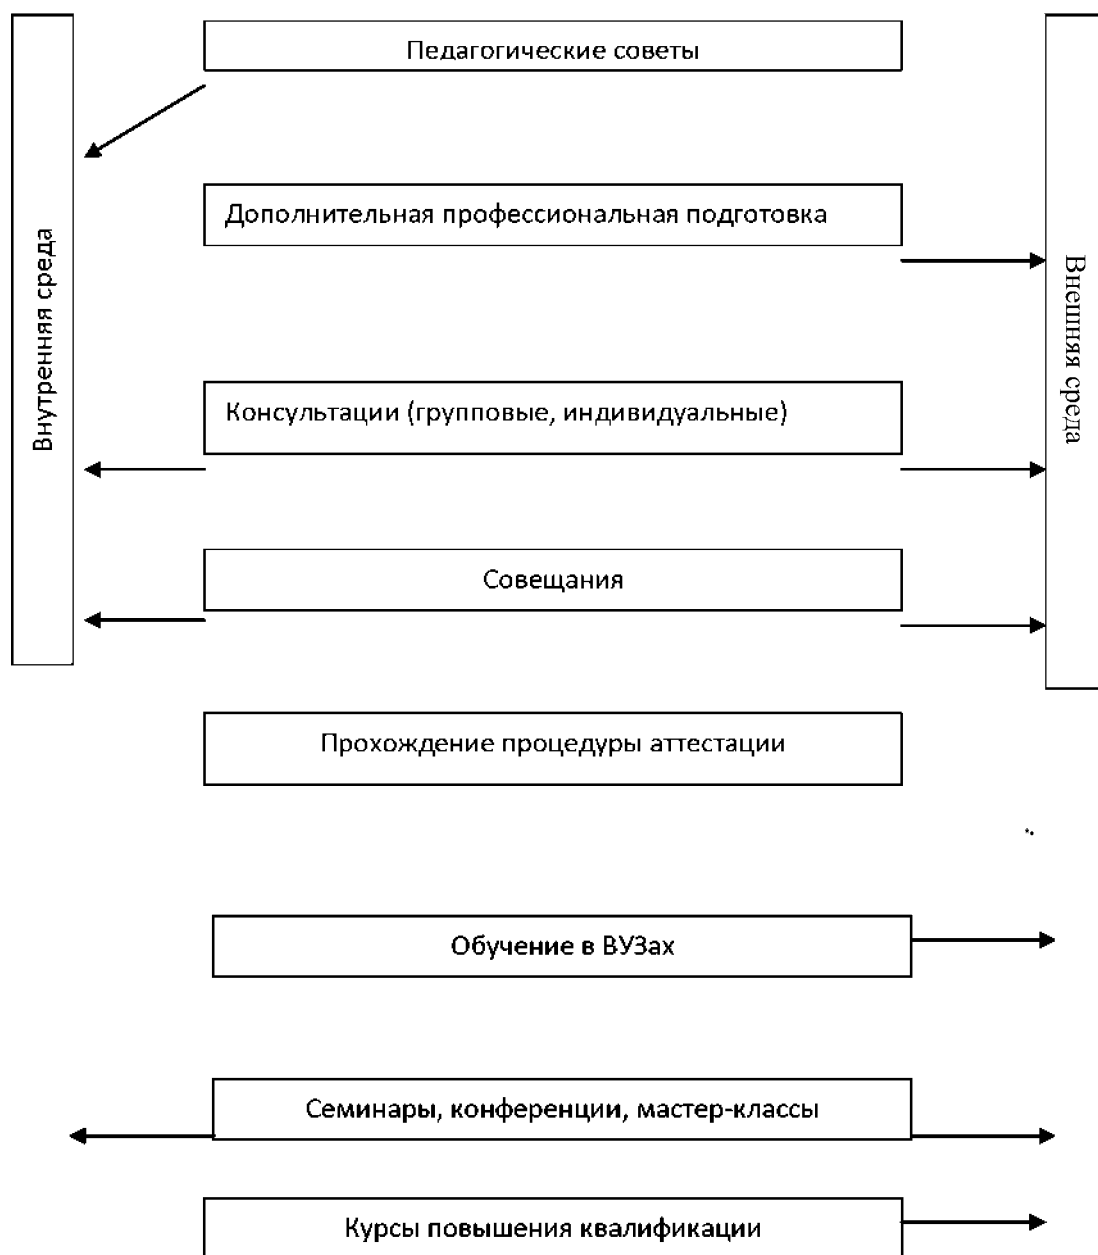 Педагогические советы
Внутренняя среда
Дополнительная профессиональная подготовка
Внешняя среда
Консультации (групповые, индивидуальные)
Совещания
Прохождение процедуры аттестации
Обучение в ВУЗах
Семинары, конференции, мастер-классы
Курсы повышения квалификации